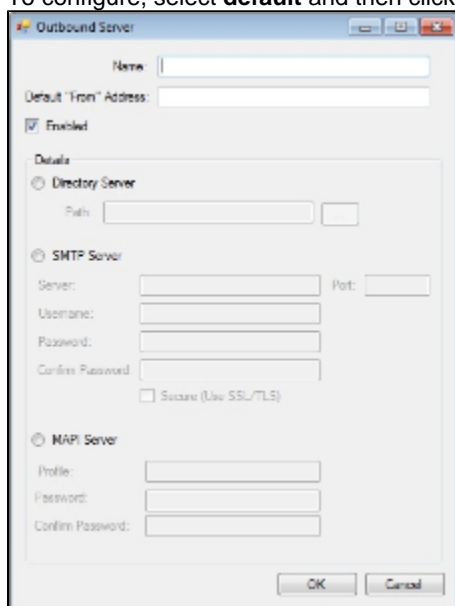 To configure, select default and then click
Outbound Server
Name:
Default "From" Address:
Enabled
Details
Directory Server
Path:
...
SMTP Server
Server: Port:
Username:
Password:
Confirm Password:
Secure (Use SSL/TLS)
MAPI Server
Profile:
Password:
Confirm Password:
OK Cancel